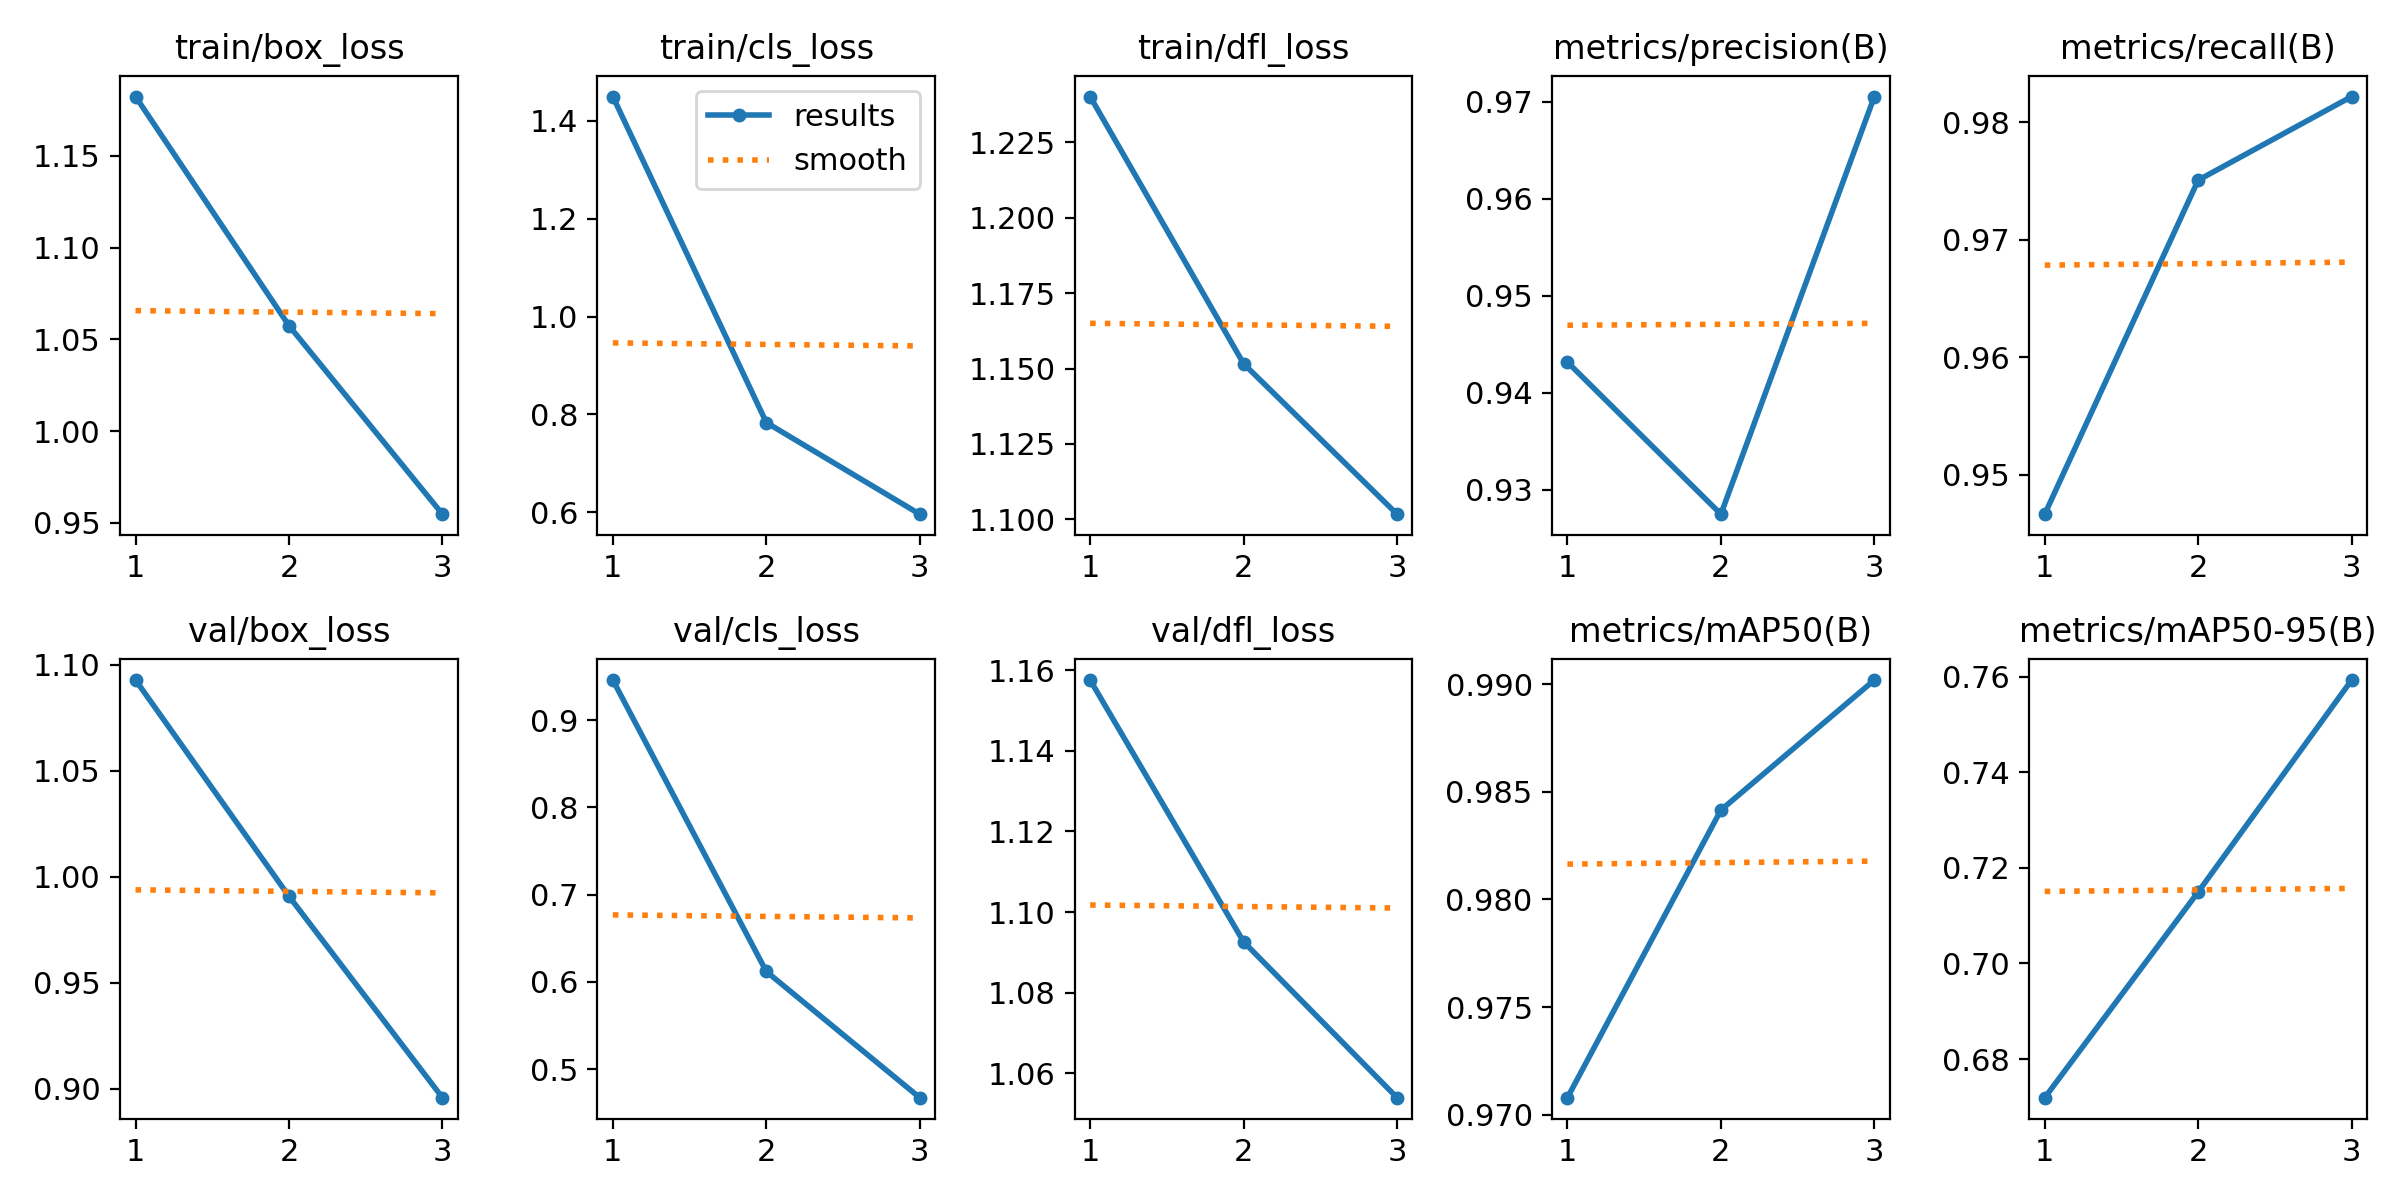 train/box_loss
1.15
1.10
1.05
1.00
0.95
1 2 3
train/cls_loss
results
smooth
1.4
1.2
1.0
0.8
0.6
1 2 3
train/dfl_loss
1.225
1.200
1.175
1.150
1.125
1.100
1 2 3
metrics/precision(B)
0.97
0.96
0.95
0.94
0.93
1 2 3
metrics/recall(B)
0.98
0.97
0.96
0.95
1 2 3
val/box_loss
1.10
1.05
1.00
0.95
0.90
1 2 3
val/cls_loss
0.9
0.8
0.7
0.6
0.5
1 2 3
val/dfl_loss
1.16
1.14
1.12
1.10
1.08
1.06
1 2 3
metrics/mAP50(B)
0.990
0.985
0.980
0.975
0.970
1 2 3
metrics/mAP50-95(B)
0.76
0.74
0.72
0.70
0.68
1 2 3